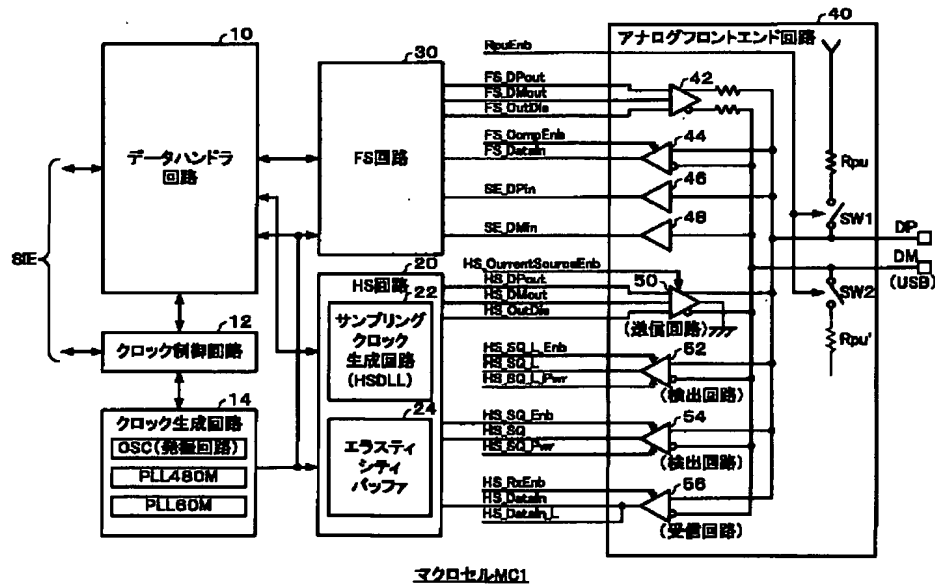 10
データハンドラ
回路
SIE
12
クロック制御回路
14
クロック生成回路
OSC(発振回路)
PLL480M
PLL60M
30
FS回路
20
HS回路
22
サンプリング
クロック
生成回路
(HSDLL)
24
エラスティ
シティ
バッファ
RpuEnb
FS_DPout
FS_DMout
FS_OutDis
FS_CompEnb
FS_DataIn
SE_DPin
SE_DMin
HS_CurrentSourceEnb
HS_DPout
HS_DMout
HS_OutDis
HS_SQ_L_Enb
HS_SQ_L
HS_SQ_L_Pwr
HS_SQ_Enb
HS_SQ
HS_SQ_Pwr
HS_RxEnb
HS_DataIn
HS_DataIn_L
40
アナログフロントエンド回路
42
44
46
48
50
(送信回路)
52
(検出回路)
54
(検出回路)
56
(受信回路)
Rpu
SW1
DP
DM
(USB)
SW2
Rpu'
マクロセルMC1